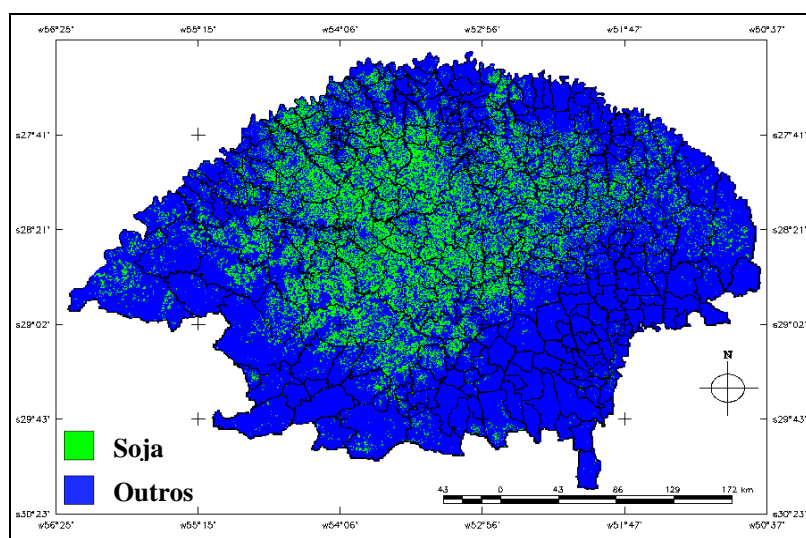 w56°25' w55°15' w54°06' w52°56' w51°47' w50°37'
s27°41' s27°41'
s28°21' s28°21'
s29°02' s29°02'
N
s29°43' s29°43'
Soja
Outros
43 0 43 86 129 172 km
s30°23' s30°23'
w56°25' w55°15' w54°06' w52°56' w51°47' w50°37'